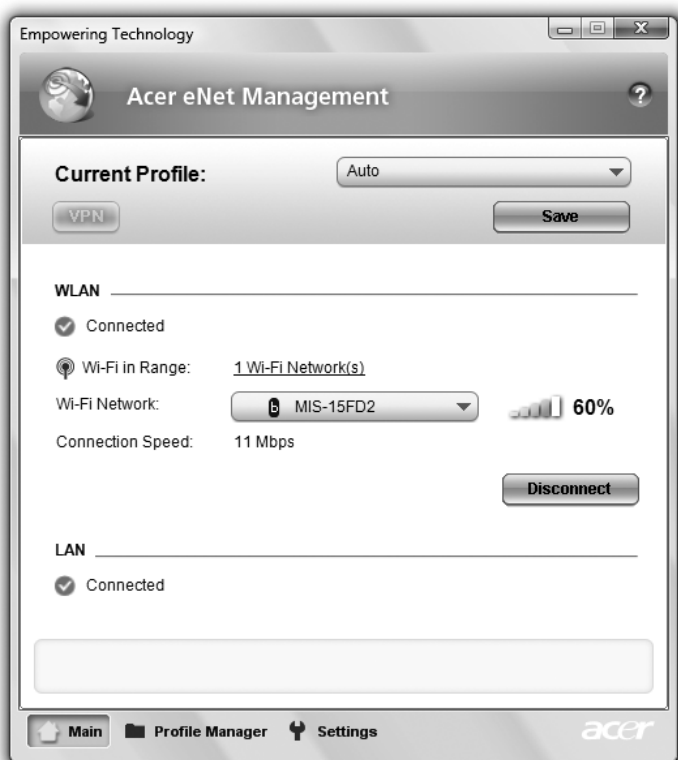 Empowering Technology
Acer eNet Management
?
Current Profile:
Auto
VPN
Save
WLAN
Connected
Wi-Fi in Range:
1 Wi-Fi Network(s)
Wi-Fi Network:
b MIS-15FD2
60%
Connection Speed:
11 Mbps
Disconnect
LAN
Connected
Main
Profile Manager
Settings
acer